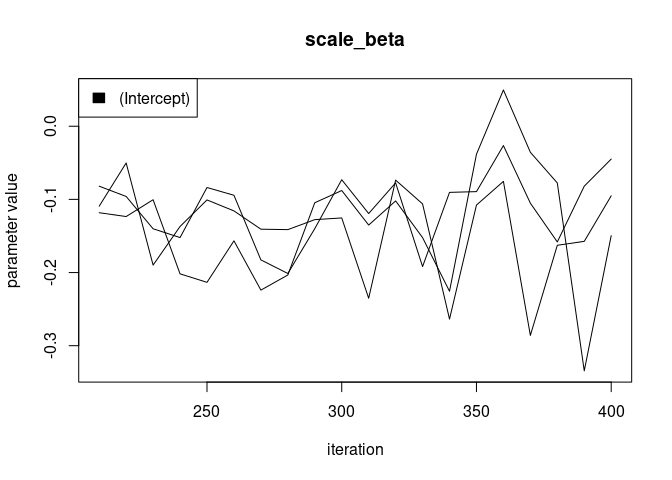 scale_beta
(Intercept)
parameter value
0.0
-0.1
-0.2
-0.3
250 300 350 400
iteration